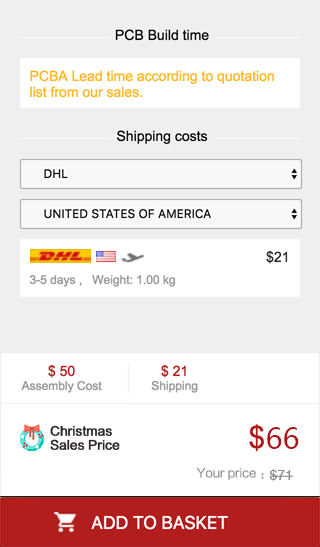 PCB Build time
PCBA Lead time according to quotation
list from our sales.
Shipping costs
DHL
UNITED STATES OF AMERICA
DHL $21
3-5 days , Weight: 1.00 kg
$ 50 $ 21
Assembly Cost Shipping
Christmas
Sales Price
$66
Your price : $71
ADD TO BASKET